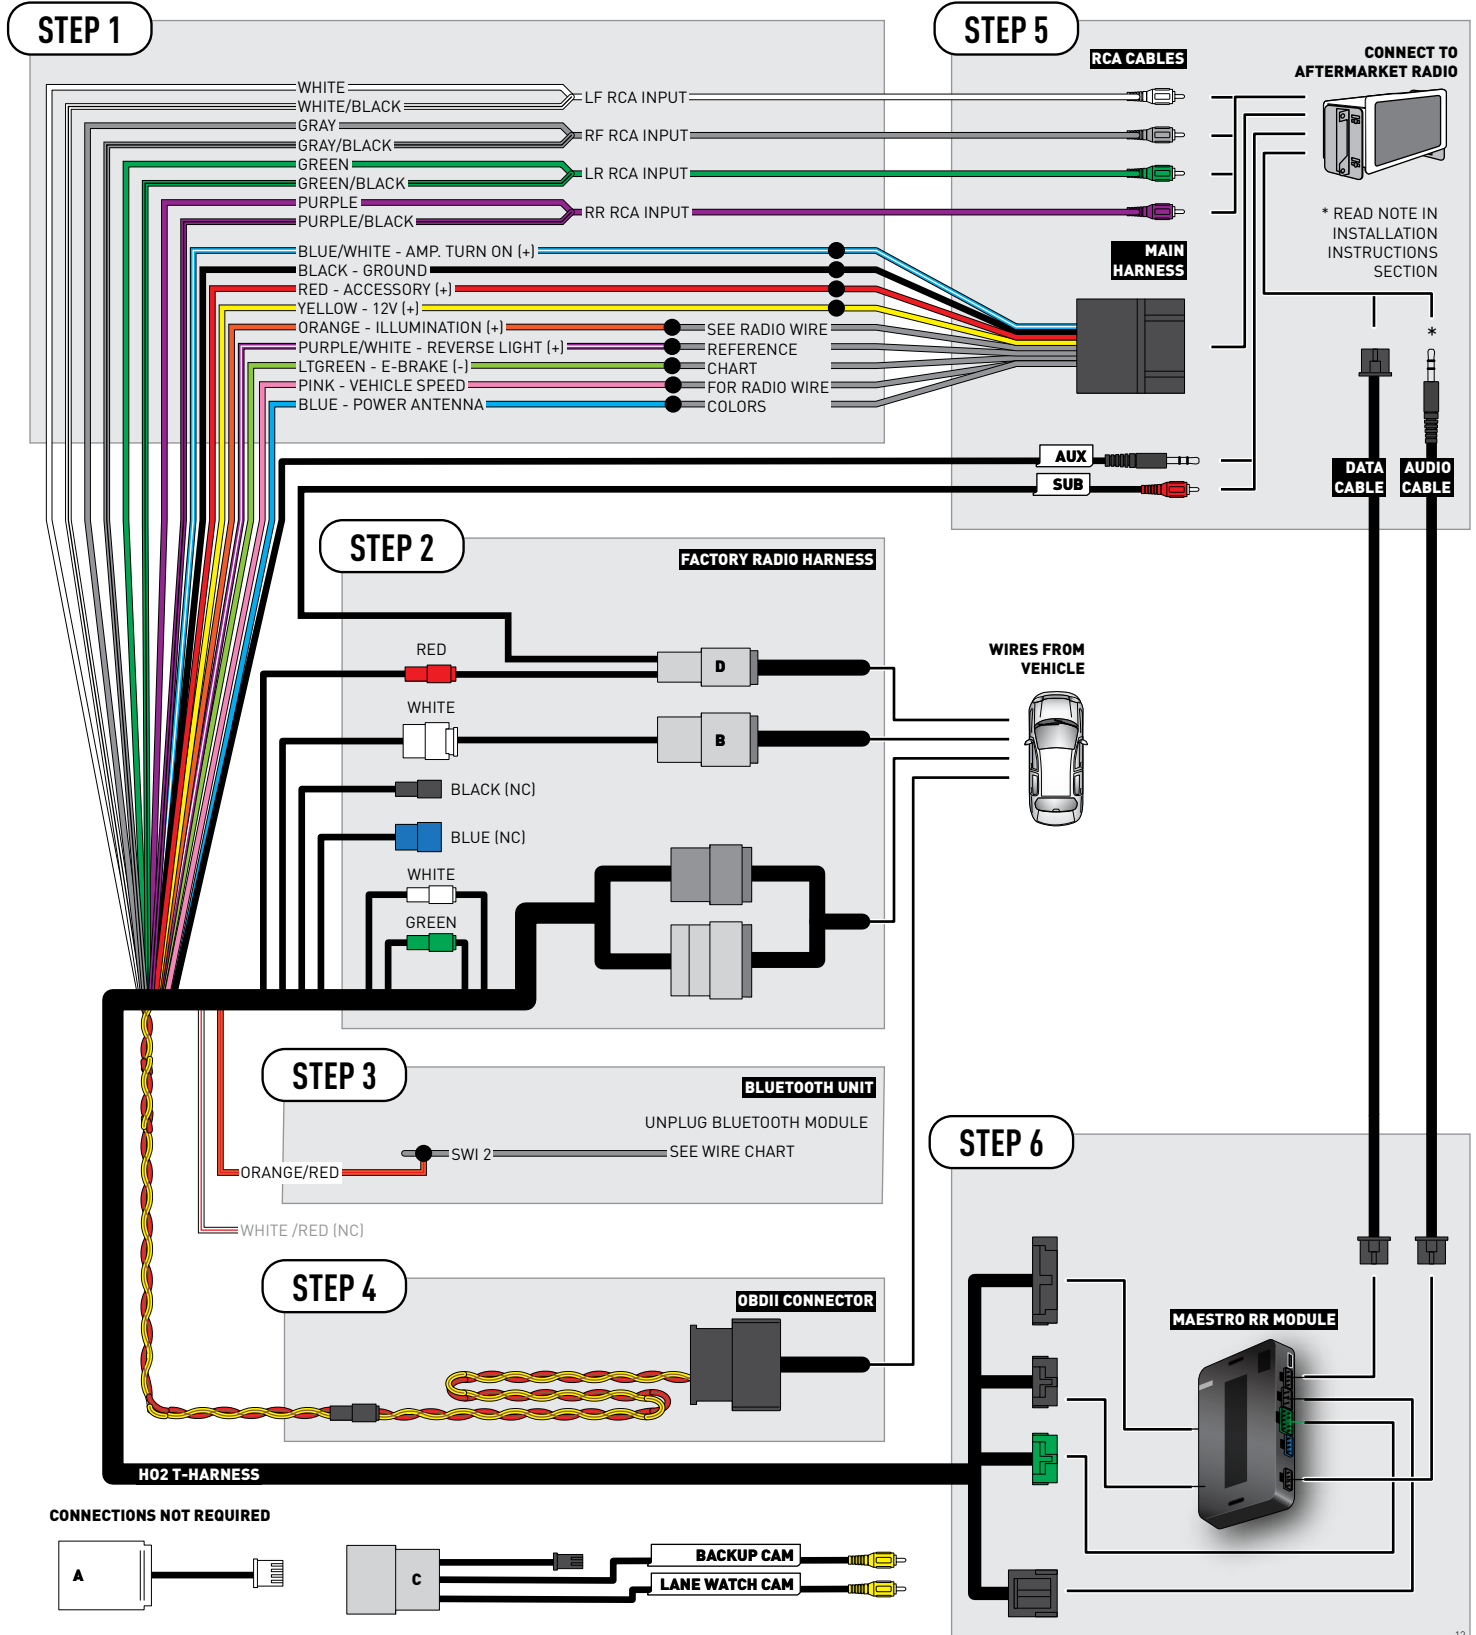 STEP 1
WHITE
WHITE/BLACK
LF RCA INPUT
GRAY
GRAY/BLACK
RF RCA INPUT
GREEN
GREEN/BLACK
LR RCA INPUT
PURPLE
PURPLE/BLACK
RR RCA INPUT
BLUE/WHITE - AMP. TURN ON (+)
BLACK - GROUND
RED - ACCESSORY (+)
YELLOW - 12V (+)
ORANGE - ILLUMINATION (+)
PURPLE/WHITE - REVERSE LIGHT (+)
LTGREEN - E-BRAKE (-)
PINK - VEHICLE SPEED
BLUE - POWER ANTENNA
SEE RADIO WIRE
REFERENCE
CHART
FOR RADIO WIRE
COLORS
STEP 5
RCA CABLES
CONNECT TO
AFTERMARKET RADIO
* READ NOTE IN
INSTALLATION
INSTRUCTIONS
SECTION
MAIN
HARNESS
*
AUX
SUB
DATA
CABLE
AUDIO
CABLE
STEP 2
FACTORY RADIO HARNESS
RED
D
WHITE
B
BLACK (NC)
BLUE (NC)
WHITE
GREEN
WIRES FROM
VEHICLE
STEP 3
BLUETOOTH UNIT
UNPLUG BLUETOOTH MODULE
SWI 2
SEE WIRE CHART
ORANGE/RED
WHITE /RED (NC)
STEP 4
OBDII CONNECTOR
STEP 6
MAESTRO RR MODULE
HO2 T-HARNESS
CONNECTIONS NOT REQUIRED
A
C
BACKUP CAM
LANE WATCH CAM